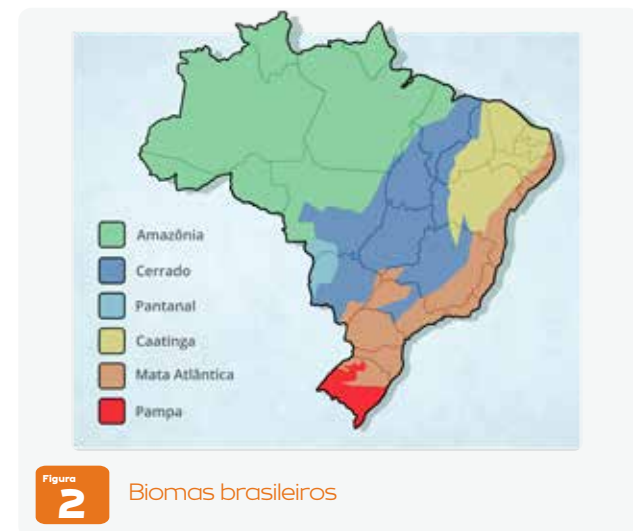 Amazônia
Cerrado
Pantanal
Caatinga
Mata Atlântica
Pampa
Figura
2
Biomas brasileiros